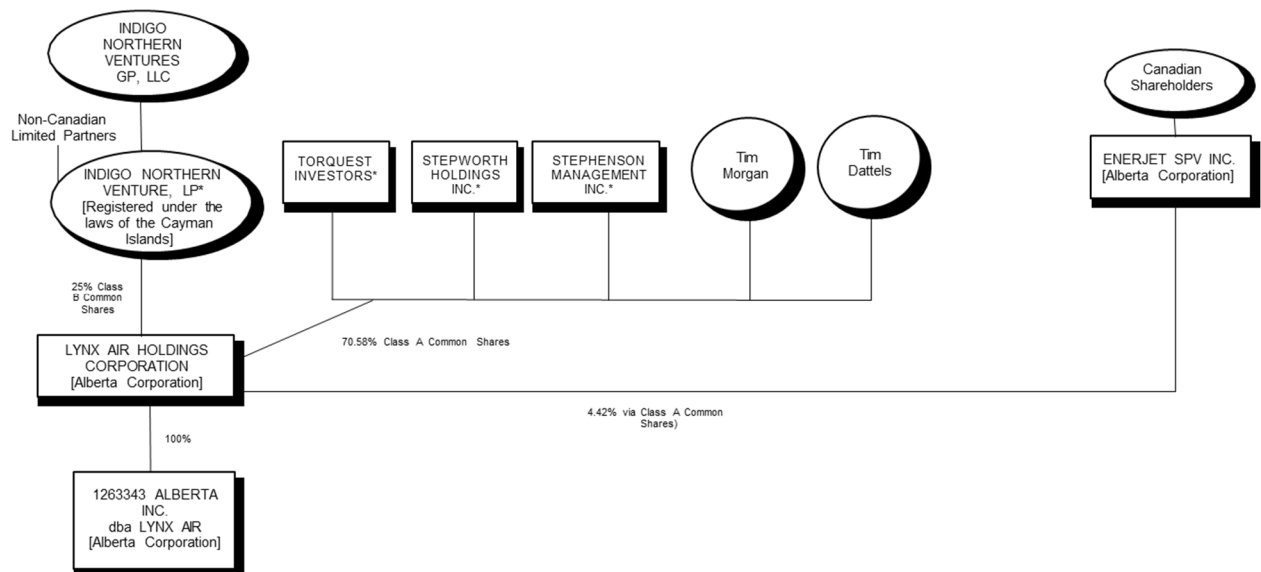 INDIGO
NORTHERN
VENTURES
GP, LLC
Non-Canadian
Limited Partners
INDIGO NORTHERN
VENTURE, LP*
[Registered under the
laws of the Cayman
Islands]
TORQUEST
INVESTORS*
STEPWORTH
HOLDINGS
INC.*
STEPHENSON
MANAGEMENT
INC.*
Tim
Morgan
Tim
Dattels
Canadian
Shareholders
ENERJET SPV INC.
[Alberta Corporation]
25% Class
B Common
Shares
70.58% Class A Common Shares
LYNX AIR HOLDINGS
CORPORATION
[Alberta Corporation]
4.42% via Class A Common
Shares)
100%
1263343 ALBERTA
INC.
dba LYNX AIR
[Alberta Corporation]